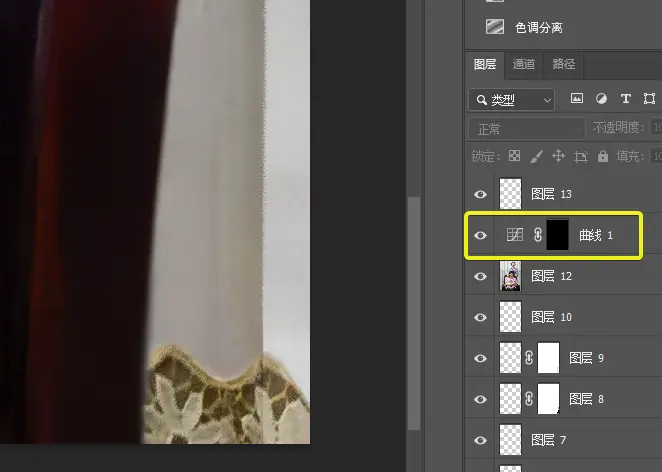 色调分离
图层 通道 路径
类型
正常 不透明度:
锁定: 填充:
图层 13
曲线 1
图层 12
图层 10
图层 9
图层 8
图层 7